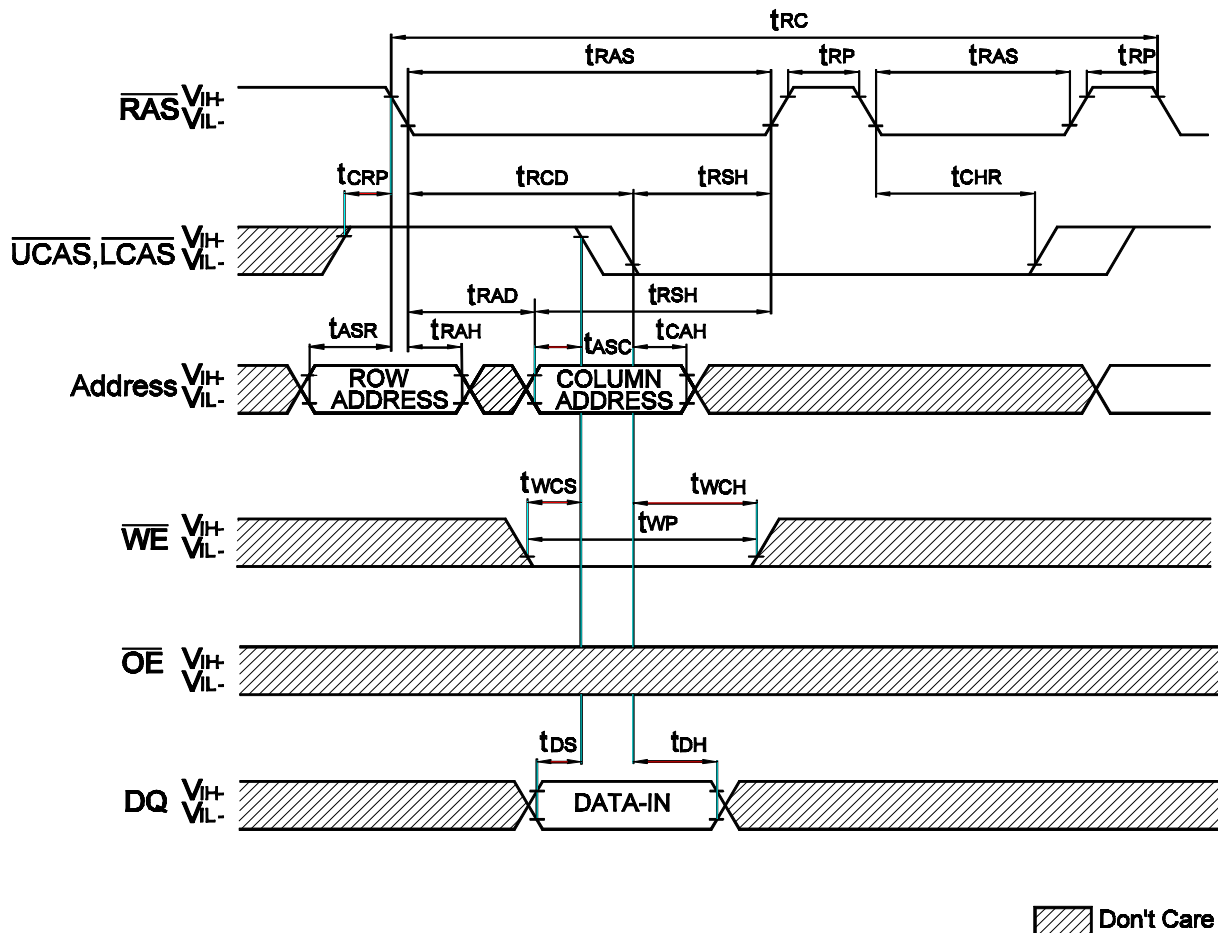 tRC
tRAS tRP tRAS tRP
RAS VIH-
VIL-
tCRP tRCD tRSH tCHR
UCAS,LCAS VIH-
VIL-
tRAD tRSH
tASR tRAH tASC tCAH
Address VIH-
VIL-
ROW
ADDRESS
COLUMN
ADDRESS
tWCS tWCH
tWP
WE VIH-
VIL-
OE VIH-
VIL-
tDS tDH
DQ VIH-
VIL-
DATA-IN
Don't Care